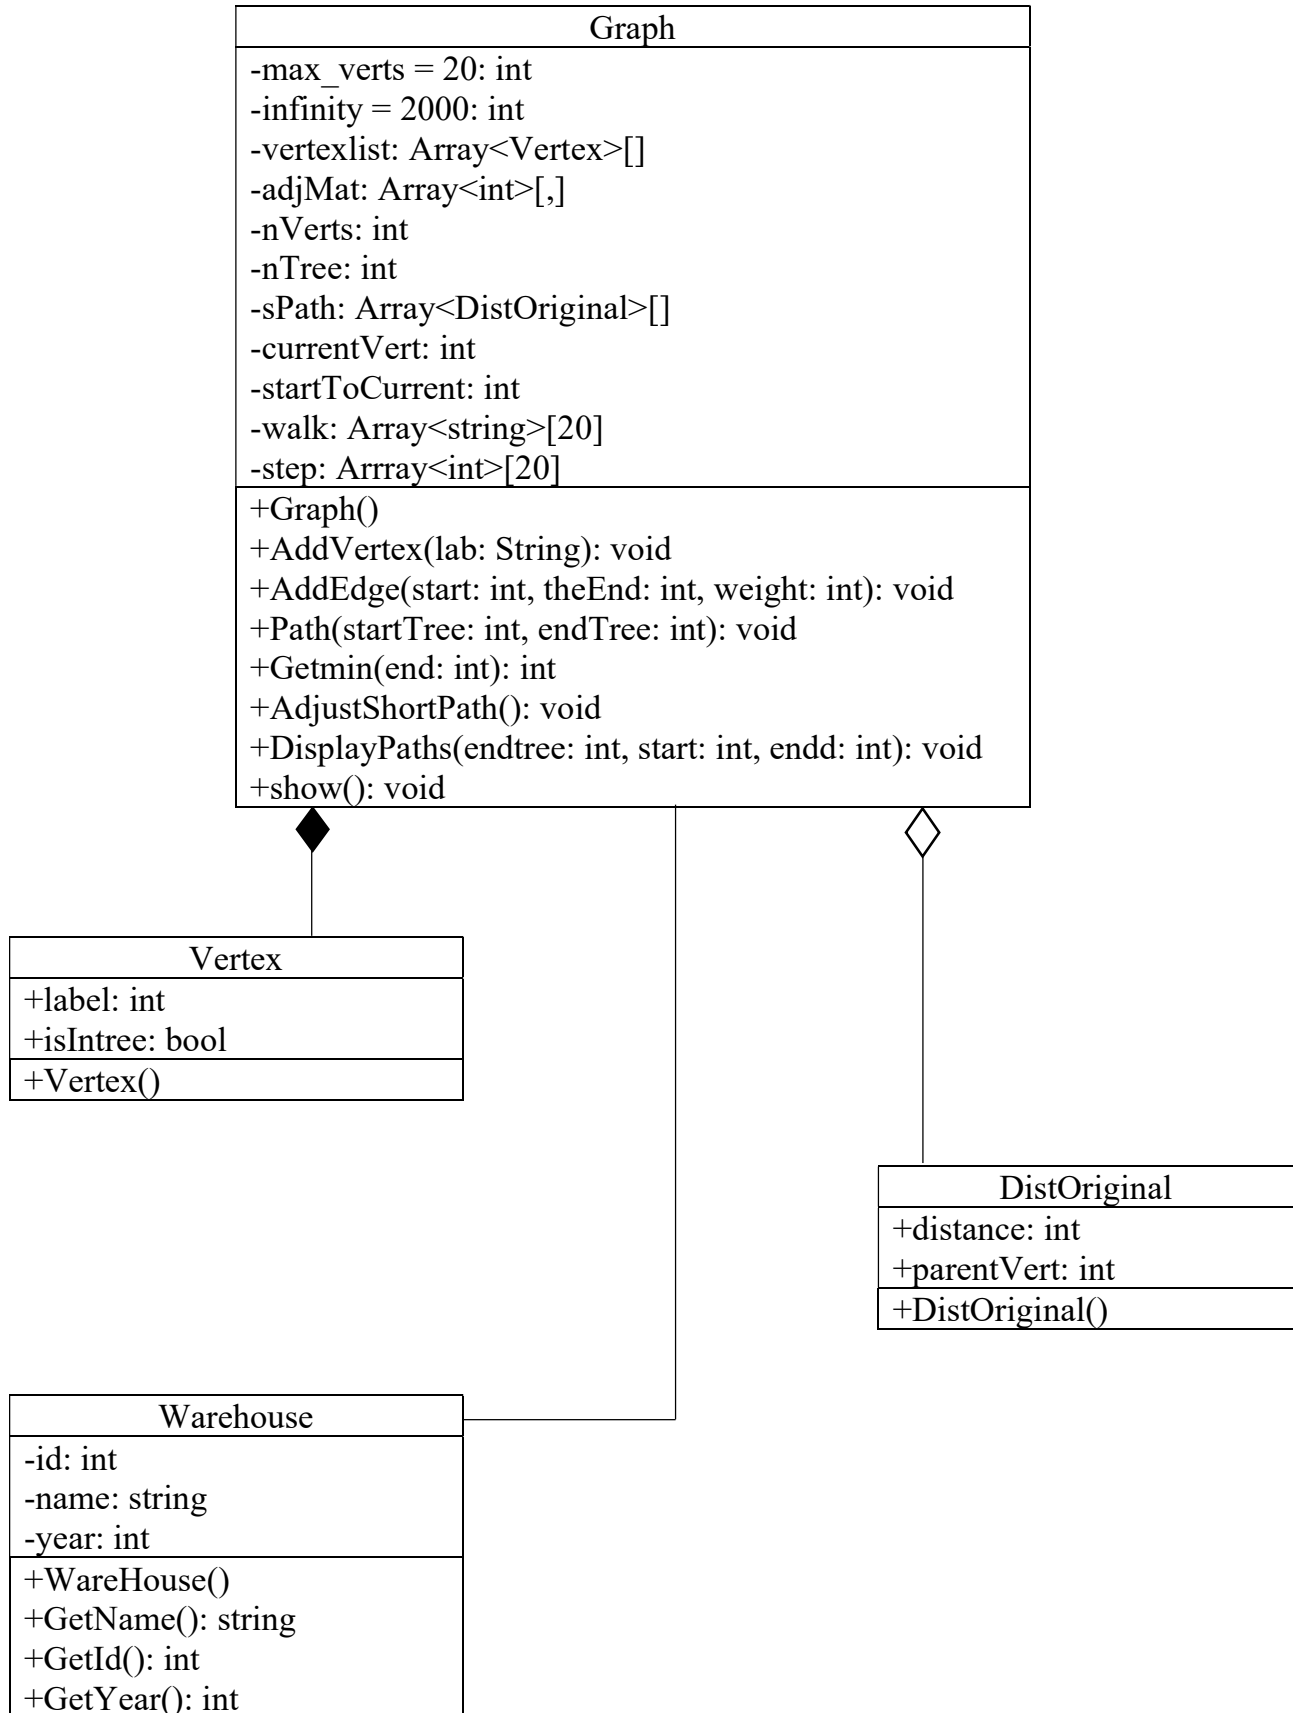 Graph
-max_verts = 20: int
-infinity = 2000: int
-vertexlist: Array<Vertex>[]
-adjMat: Array<int>[,]
-nVerts: int
-nTree: int
-sPath: Array<DistOriginal>[]
-currentVert: int
-startToCurrent: int
-walk: Array<string>[20]
-step: Arrray<int>[20]
+Graph()
+AddVertex(lab: String): void
+AddEdge(start: int, theEnd: int, weight: int): void
+Path(startTree: int, endTree: int): void
+Getmin(end: int): int
+AdjustShortPath(): void
+DisplayPaths(endtree: int, start: int, endd: int): void
+show(): void
Vertex
+label: int
+isIntree: bool
+Vertex()
DistOriginal
+distance: int
+parentVert: int
+DistOriginal()
Warehouse
-id: int
-name: string
-year: int
+WareHouse()
+GetName(): string
+GetId(): int
+GetYear(): int